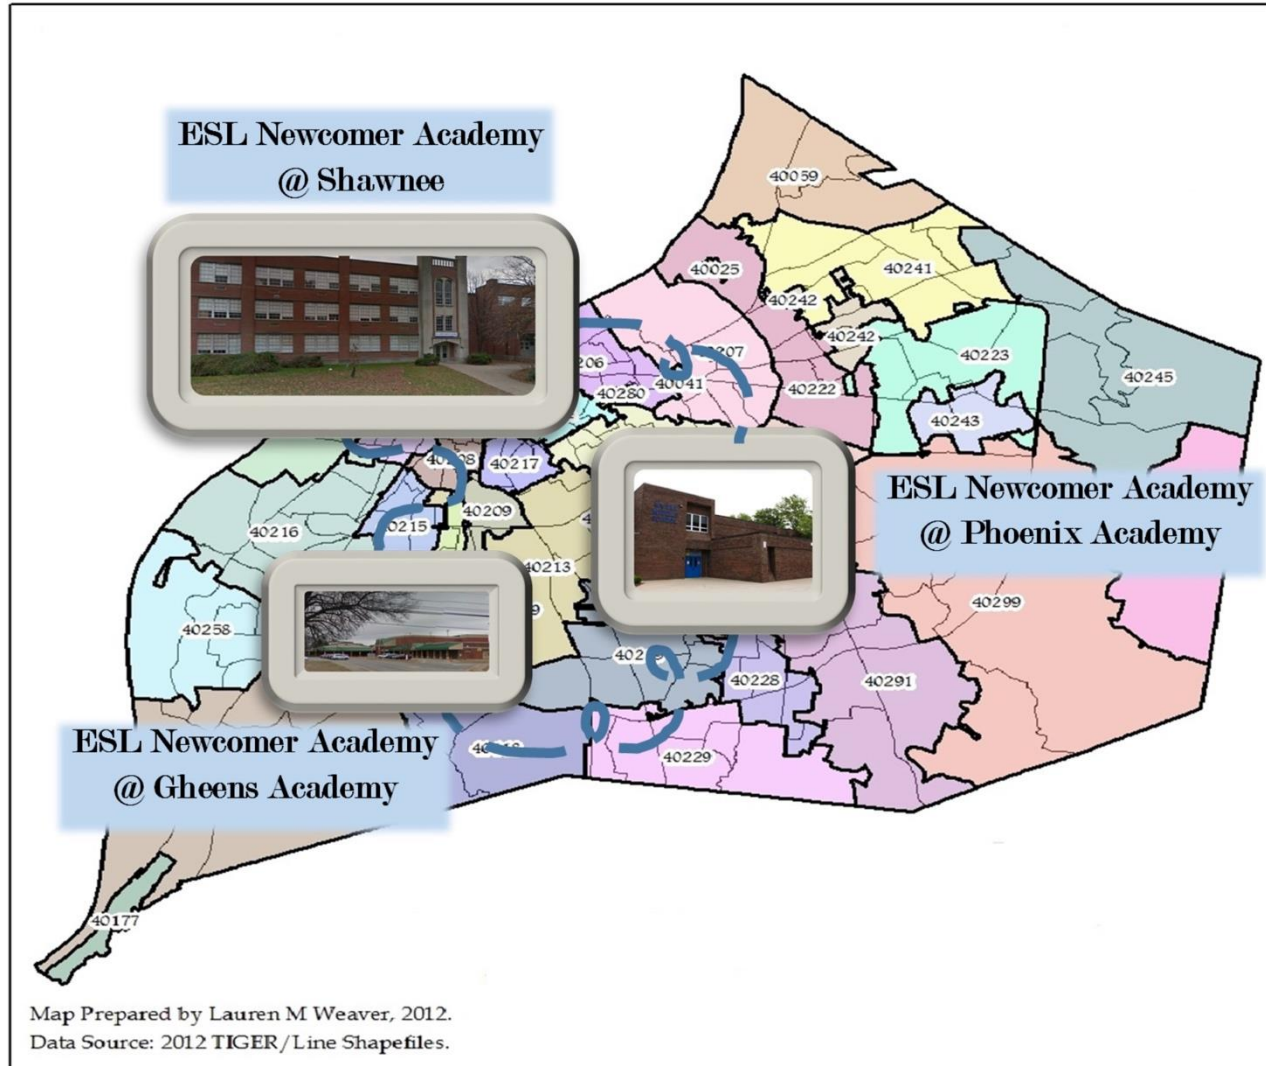 ESL Newcomer Academy
@ Shawnee
40059
40025
40241
40242
40242
40223
40245
40243
40222
40041
40280
40217
40209
40216
40213
40258
ESL Newcomer Academy
@ Phoenix Academy
40299
40228
40291
40229
ESL Newcomer Academy
@ Gheens Academy
40177
Map Prepared by Lauren M Weaver, 2012.
Data Source: 2012 TIGER/Line Shapefiles.